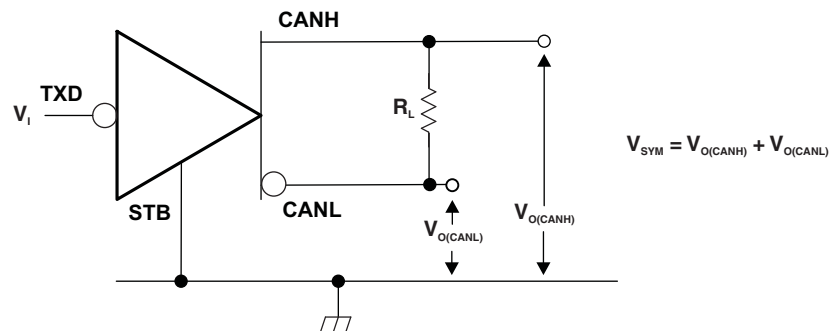 CANH
TXD
V_I
R_L
V_SYM = V_O(CANH) + V_O(CANL)
STB
CANL
V_O(CANL)
V_O(CANH)